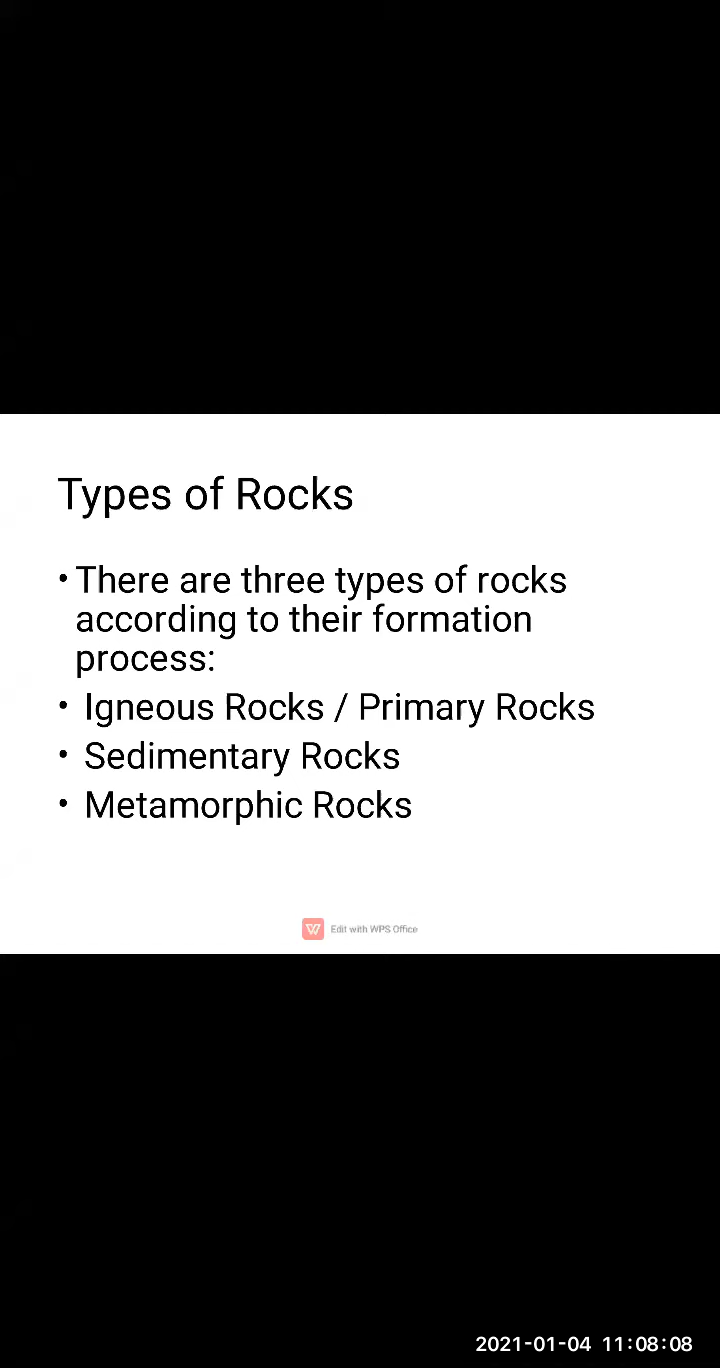 Types of Rocks
• There are three types of rocks
according to their formation
process:
• Igneous Rocks / Primary Rocks
• Sedimentary Rocks
• Metamorphic Rocks
Edit with WPS Office
2021-01-04 11:08:08